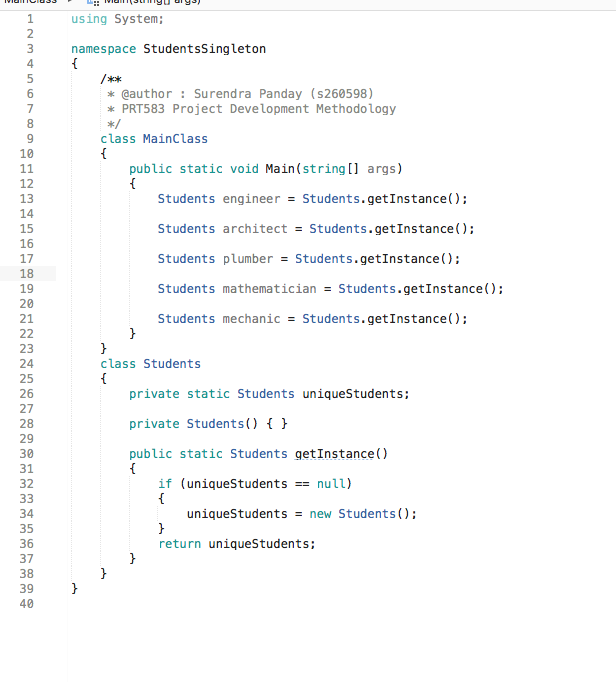 MainClass Main(string[] args)
1 using System;
2
3 namespace StudentsSingleton
4 {
5 /**
6 * @author : Surendra Panday (s260598)
7 * PRT583 Project Development Methodology
8 */
9 class MainClass
10 {
11 public static void Main(string[] args)
12 {
13 Students engineer = Students.getInstance();
14
15 Students architect = Students.getInstance();
16
17 Students plumber = Students.getInstance();
18
19 Students mathematician = Students.getInstance();
20
21 Students mechanic = Students.getInstance();
22 }
23 }
24 class Students
25 {
26 private static Students uniqueStudents;
27
28 private Students() { }
29
30 public static Students getInstance()
31 {
32 if (uniqueStudents == null)
33 {
34 uniqueStudents = new Students();
35 }
36 return uniqueStudents;
37 }
38 }
39 }
40